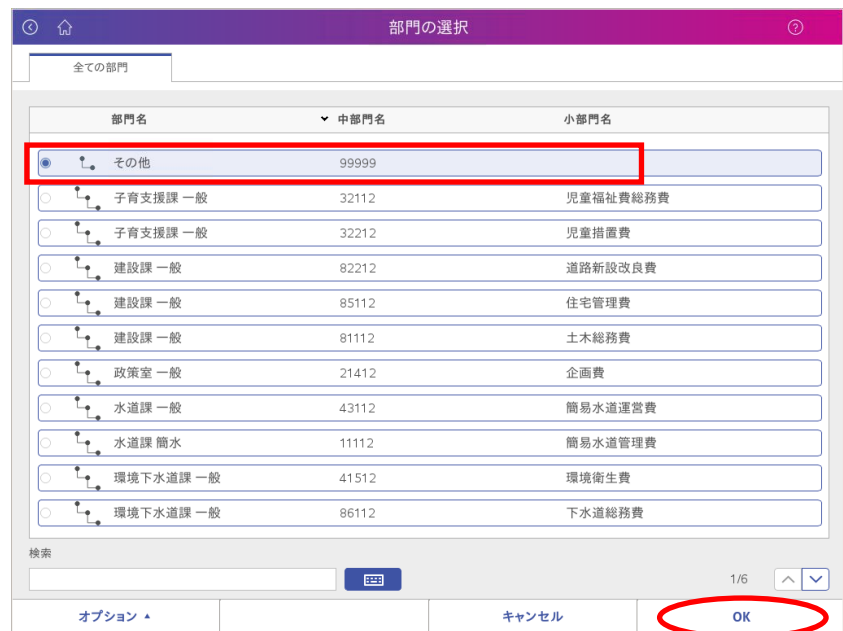 部門の選択
全ての部門
部門名 中部門名 小部門名
その他 99999
子育支援課 一般 32112 児童福祉費総務費
子育支援課 一般 32212 児童措置費
建設課 一般 82212 道路新設改良費
建設課 一般 85112 住宅管理費
建設課 一般 81112 土木総務費
政策室 一般 21412 企画費
水道課 一般 43112 簡易水道運営費
水道課 簡水 11112 簡易水道管理費
環境下水道課 一般 41512 環境衛生費
環境下水道課 一般 86112 下水道総務費
検索
1/6
オプション キャンセル OK